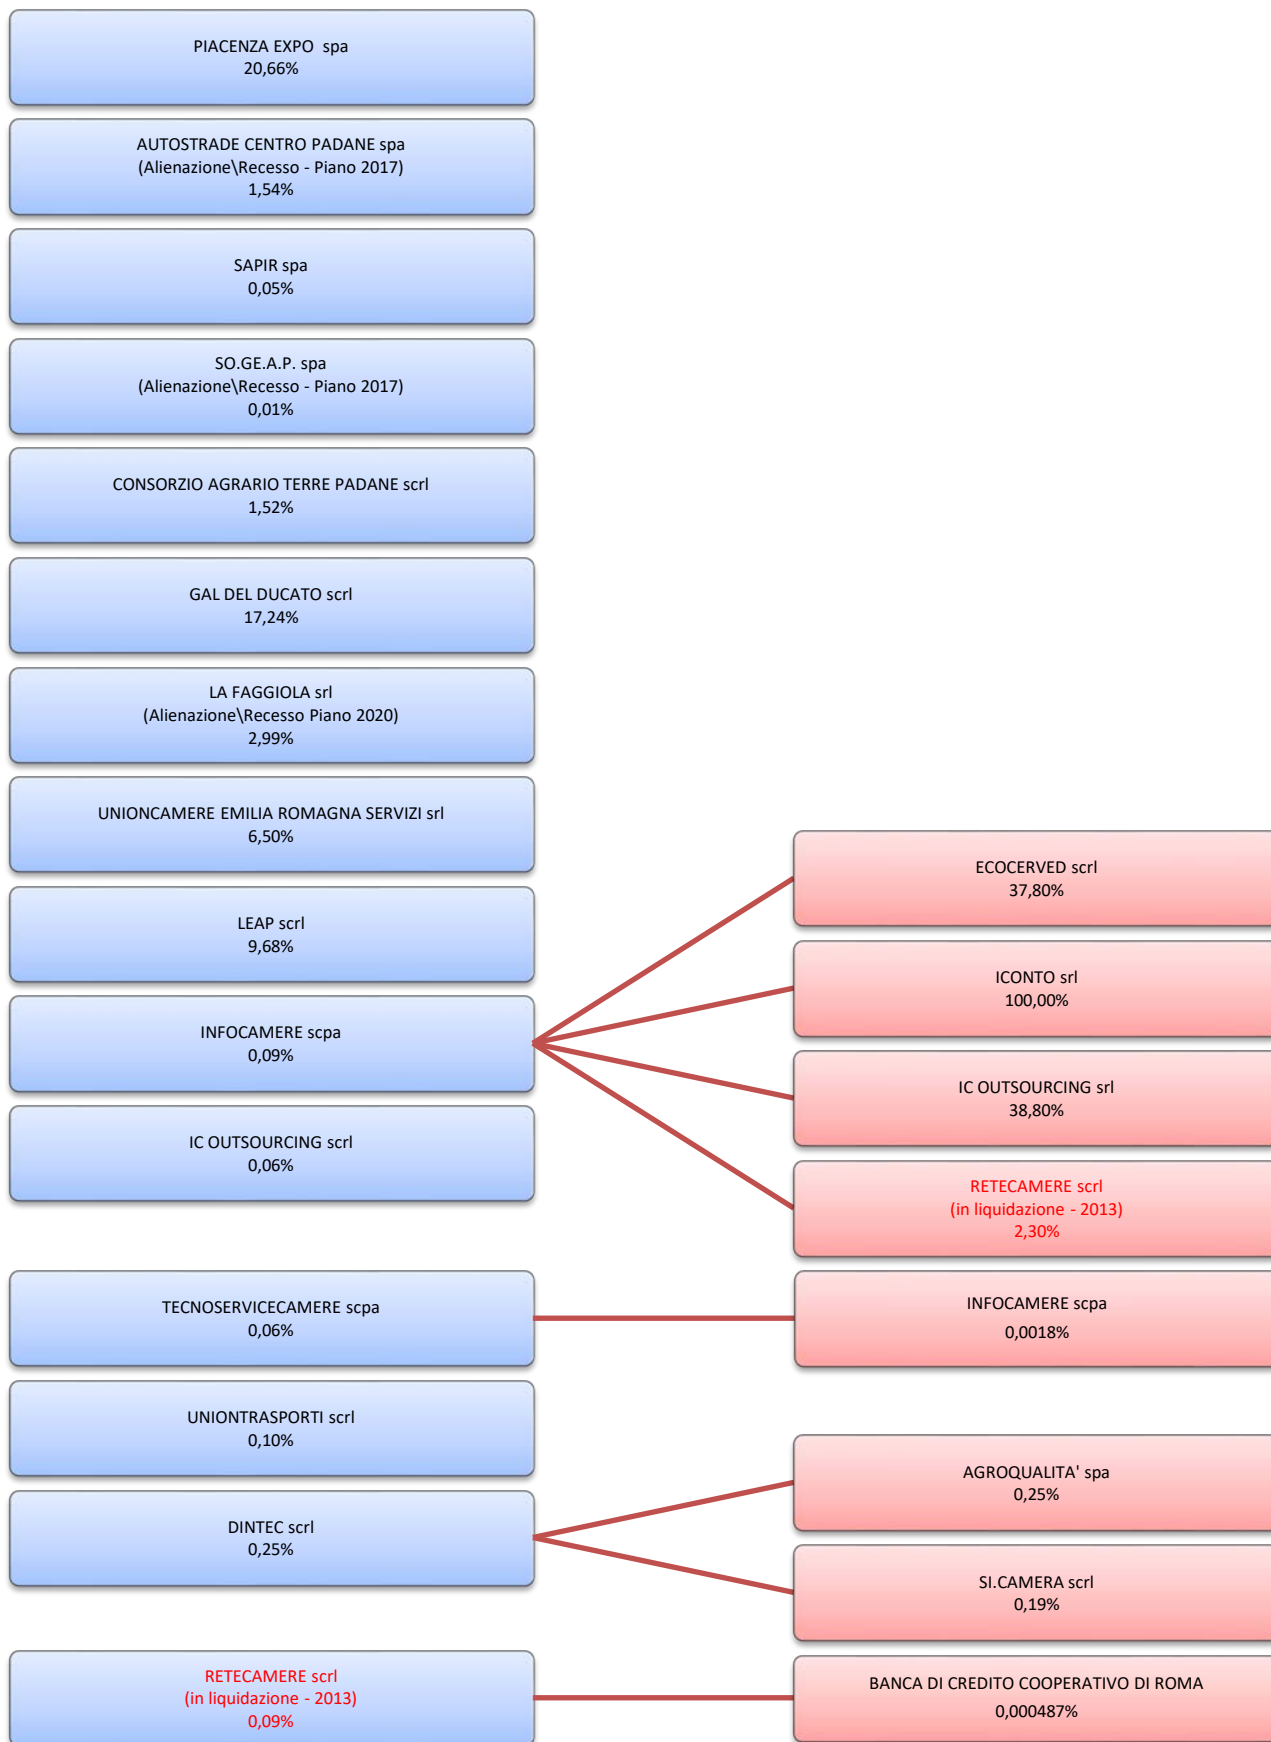 PIACENZA EXPO  spa
20,66%
AUTOSTRADE CENTRO PADANE spa
(Alienazione\Recesso - Piano 2017)
1,54%
SAPIR spa
0,05%
SO.GE.A.P. spa
(Alienazione\Recesso - Piano 2017)
0,01%
CONSORZIO AGRARIO TERRE PADANE scrl
1,52%
GAL DEL DUCATO scrl
17,24%
LA FAGGIOLA srl
(Alienazione\Recesso Piano 2020)
2,99%
UNIONCAMERE EMILIA ROMAGNA SERVIZI srl
6,50%
LEAP scrl
9,68%
INFOCAMERE scpa
0,09%
IC OUTSOURCING scrl
0,06%
TECNOSERVICECAMERE scpa
0,06%
UNIONTRASPORTI scrl
0,10%
DINTEC scrl
0,25%
RETECAMERE scrl
(in liquidazione - 2013)
0,09%
ECOCERVED scrl
37,80%
ICONTO srl
100,00%
IC OUTSOURCING srl
38,80%
RETECAMERE scrl
(in liquidazione - 2013)
2,30%
INFOCAMERE scpa
0,0018%
AGROQUALITA' spa
0,25%
SI.CAMERA scrl
0,19%
BANCA DI CREDITO COOPERATIVO DI ROMA
0,000487%